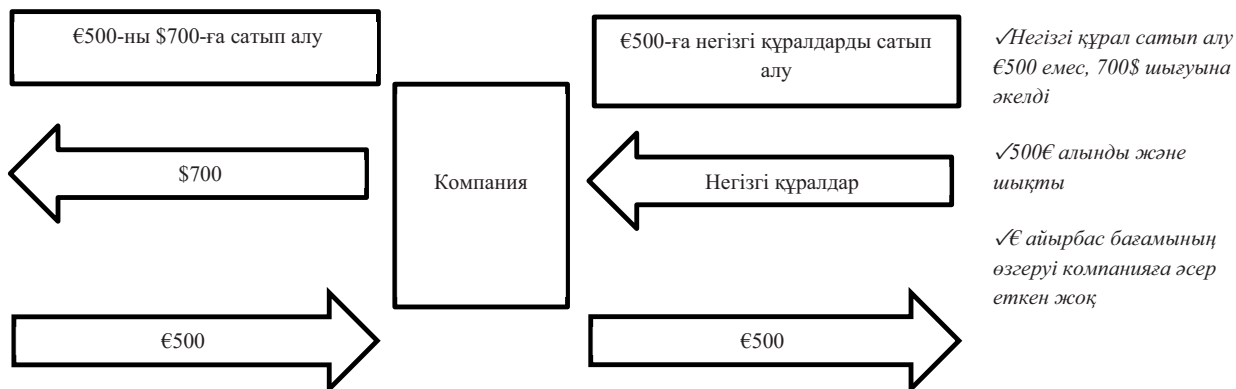 €500-ны $700-ға сатып алу
$700
€500
Компания
€500-ға негізгі құралдарды сатып
алу
Негізгі құралдар
€500
✓Негізгі құрал сатып алу
€500 емес, 700$ шығуына
әкелді
✓500€ алынды және
шықты
✓€ айырбас бағамының
өзгеруі компанияға әсер
еткен жоқ